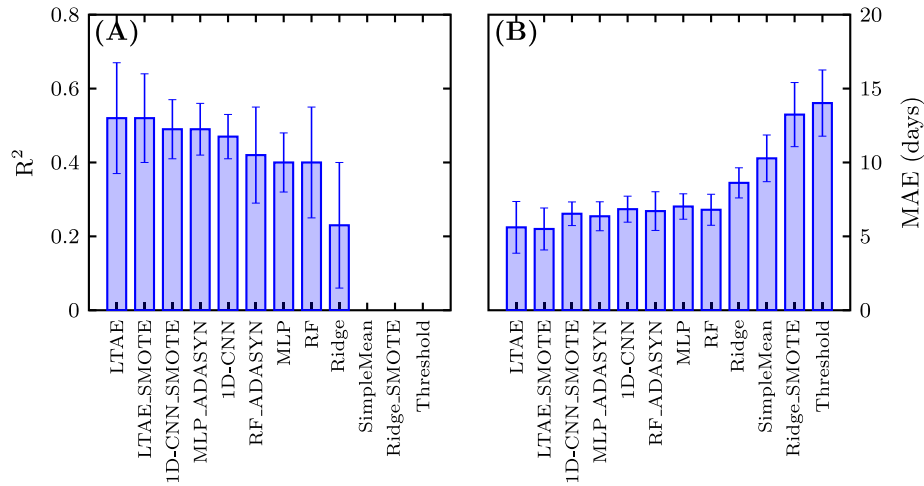 (A)
R²
0.8
0.6
0.4
0.2
0
LTAE
LTAE_SMOTE
1D-CNN_SMOTE
MLP_ADASYN
1D-CNN
RF_ADASYN
MLP
RF
Ridge
SimpleMean
Ridge_SMOTE
Threshold
(B)
20
15
10
5
0
MAE (days)
LTAE
LTAE_SMOTE
1D-CNN_SMOTE
MLP_ADASYN
1D-CNN
RF_ADASYN
MLP
RF
Ridge
SimpleMean
Ridge_SMOTE
Threshold